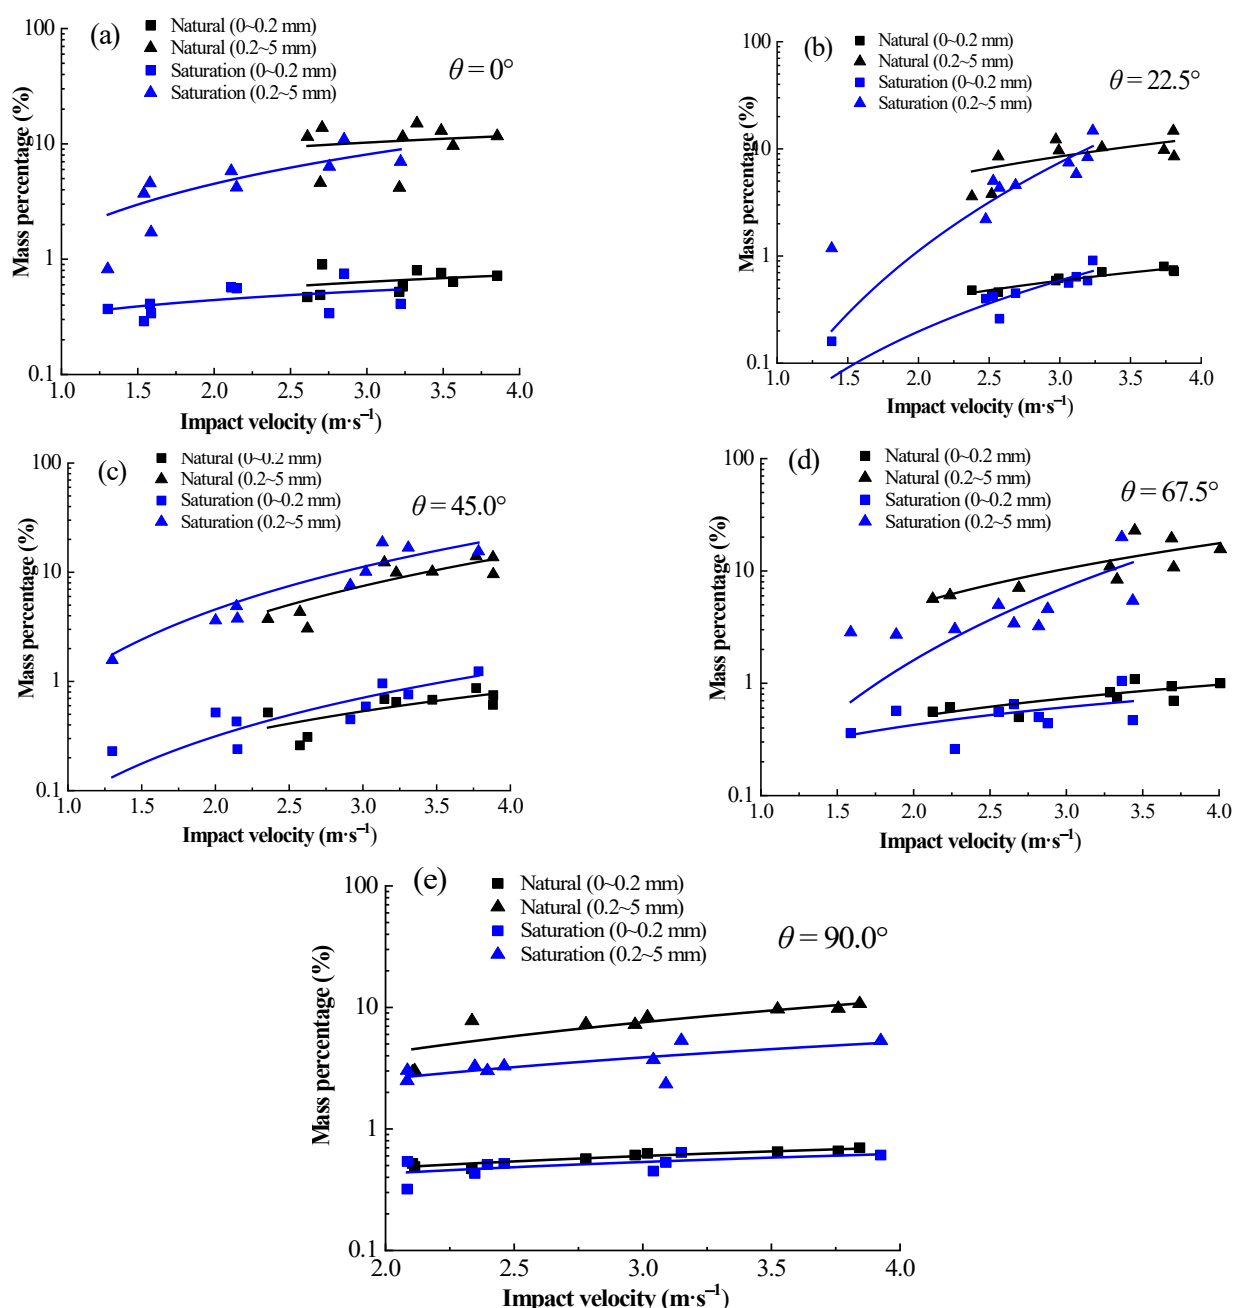 (a)
Natural (0~0.2 mm)
Natural (0.2~5 mm)
Saturation (0~0.2 mm)
Saturation (0.2~5 mm)
θ = 0°
Mass percentage (%)
100
10
1
0.1
1.0 1.5 2.0 2.5 3.0 3.5 4.0
Impact velocity (m·s⁻¹)
(b)
Natural (0~0.2 mm)
Natural (0.2~5 mm)
Saturation (0~0.2 mm)
Saturation (0.2~5 mm)
θ = 22.5°
Mass percentage (%)
100
10
1
0.1
1.0 1.5 2.0 2.5 3.0 3.5 4.0
Impact velocity (m·s⁻¹)
(c)
Natural (0~0.2 mm)
Natural (0.2~5 mm)
Saturation (0~0.2 mm)
Saturation (0.2~5 mm)
θ = 45.0°
Mass percentage (%)
100
10
1
0.1
1.0 1.5 2.0 2.5 3.0 3.5 4.0
Impact velocity (m·s⁻¹)
(d)
Natural (0~0.2 mm)
Natural (0.2~5 mm)
Saturation (0~0.2 mm)
Saturation (0.2~5 mm)
θ = 67.5°
Mass percentage (%)
100
10
1
0.1
1.0 1.5 2.0 2.5 3.0 3.5 4.0
Impact velocity (m·s⁻¹)
(e)
Natural (0~0.2 mm)
Natural (0.2~5 mm)
Saturation (0~0.2 mm)
Saturation (0.2~5 mm)
θ = 90.0°
Mass percentage (%)
100
10
1
0.1
2.0 2.5 3.0 3.5 4.0
Impact velocity (m·s⁻¹)